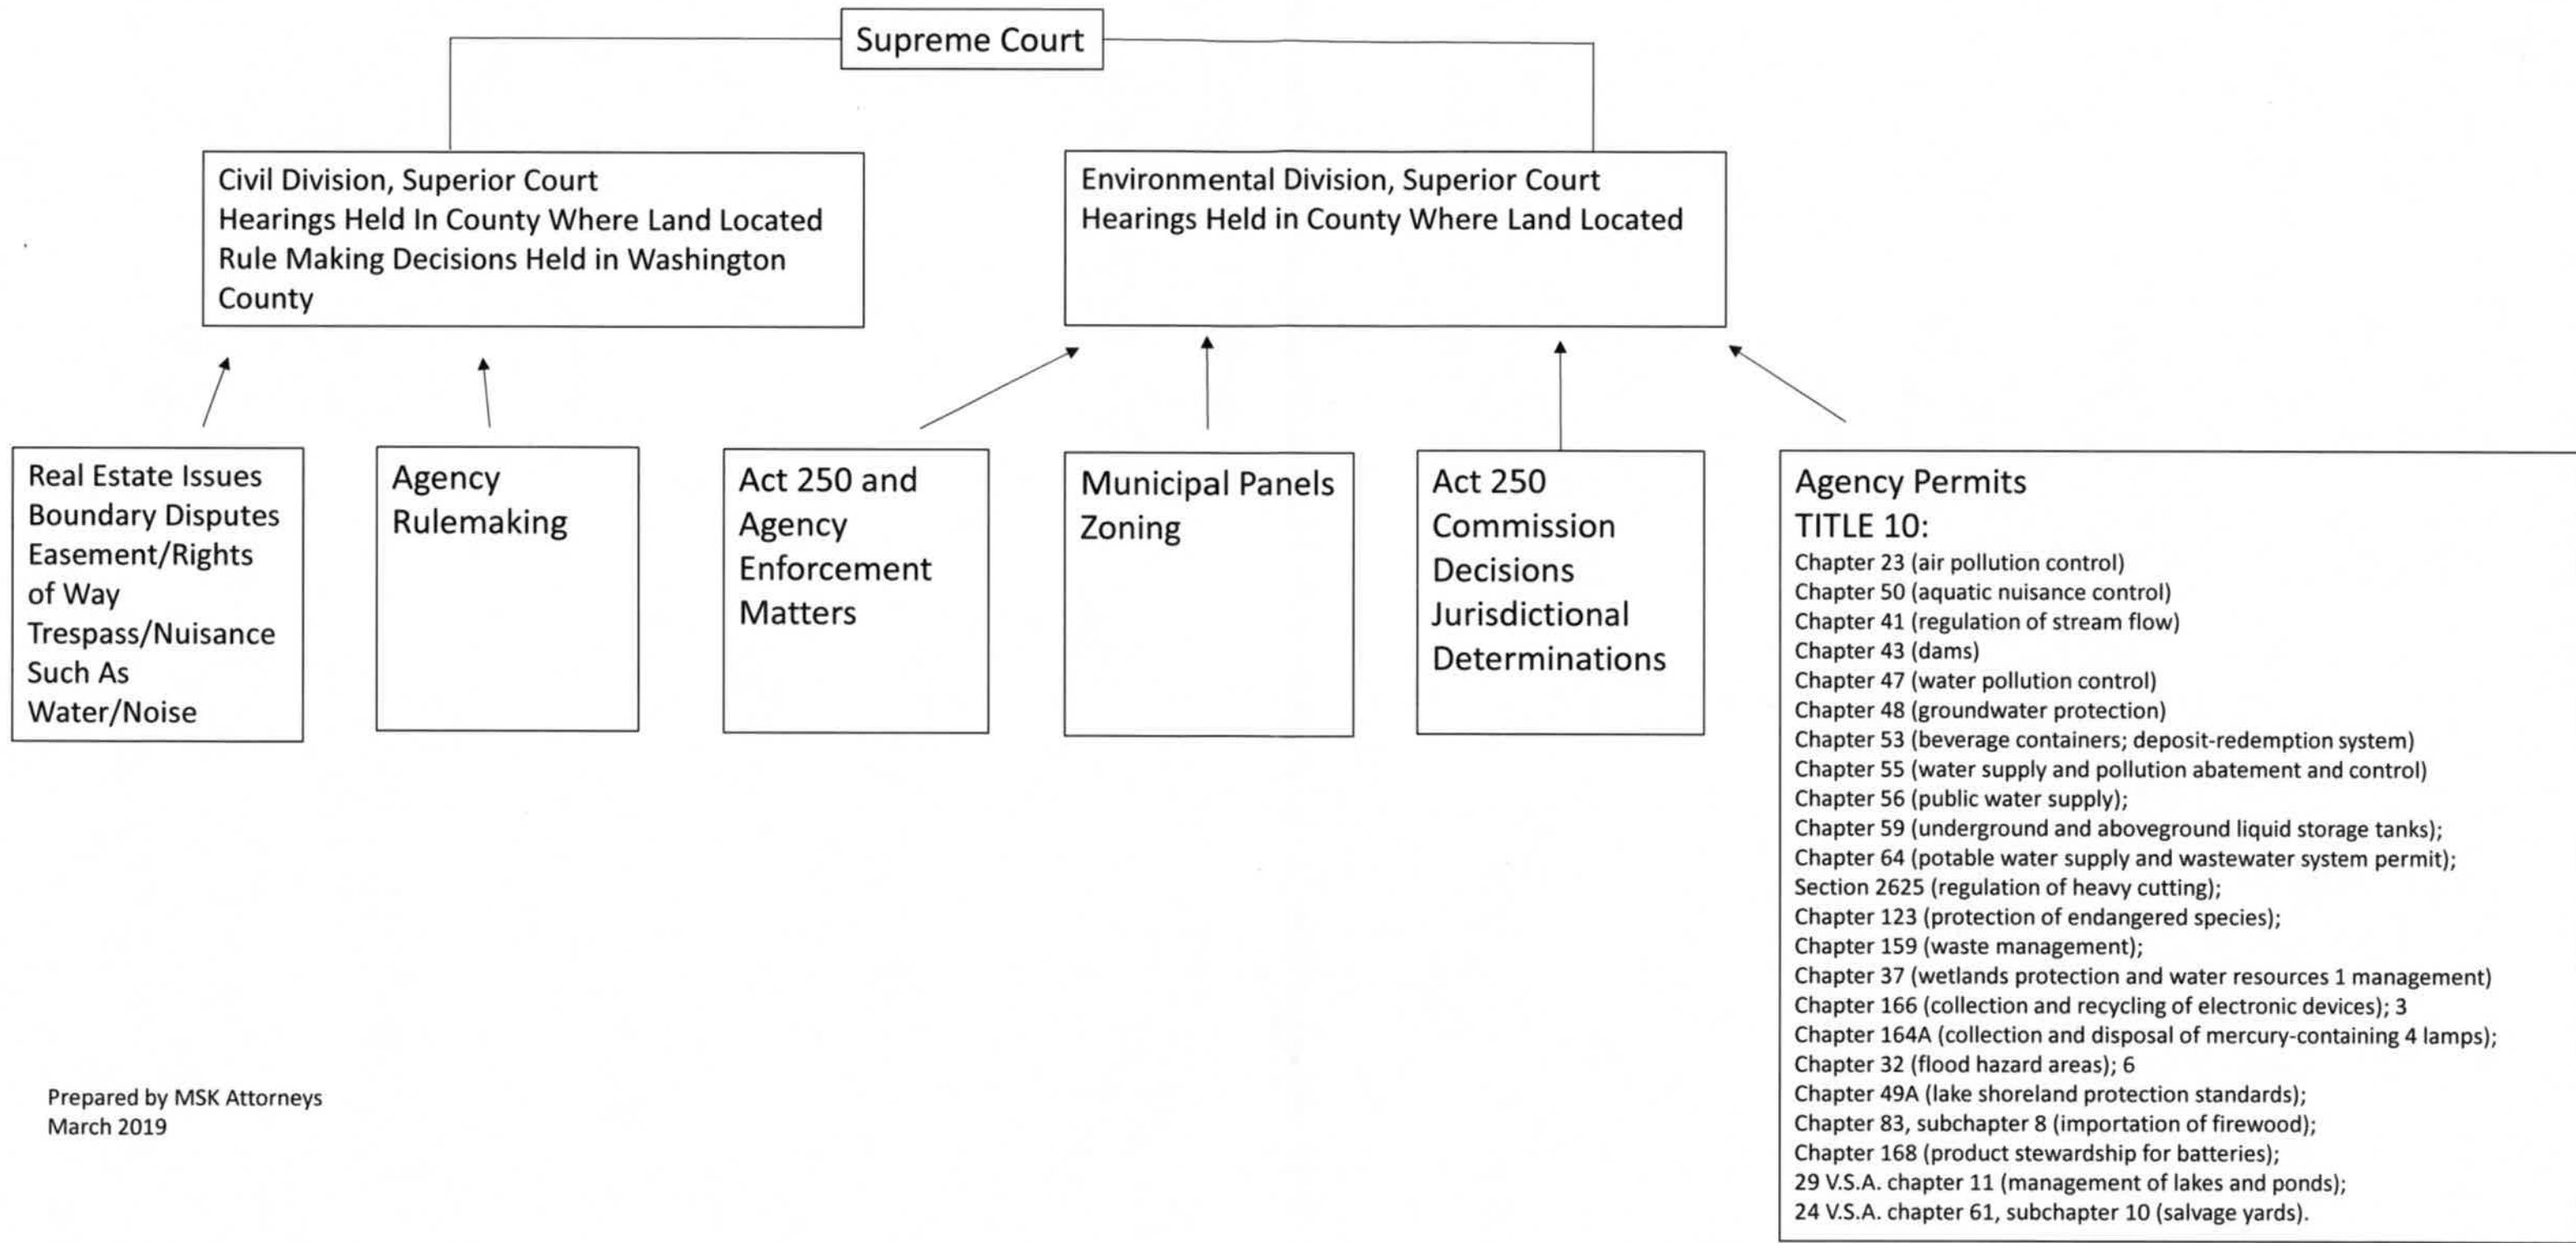 Supreme Court
Civil Division, Superior Court
Hearings Held In County Where Land Located
Rule Making Decisions Held in Washington
County
Environmental Division, Superior Court
Hearings Held in County Where Land Located
Real Estate Issues
Boundary Disputes
Easement/Rights
of Way
Trespass/Nuisance
Such As
Water/Noise
Agency
Rulemaking
Act 250 and
Agency
Enforcement
Matters
Municipal Panels
Zoning
Act 250
Commission
Decisions
Jurisdictional
Determinations
Agency Permits
TITLE 10:
Chapter 23 (air pollution control)
Chapter 50 (aquatic nuisance control)
Chapter 41 (regulation of stream flow)
Chapter 43 (dams)
Chapter 47 (water pollution control)
Chapter 48 (groundwater protection)
Chapter 53 (beverage containers; deposit-redemption system)
Chapter 55 (water supply and pollution abatement and control)
Chapter 56 (public water supply);
Chapter 59 (underground and aboveground liquid storage tanks);
Chapter 64 (potable water supply and wastewater system permit);
Section 2625 (regulation of heavy cutting);
Chapter 123 (protection of endangered species);
Chapter 159 (waste management);
Chapter 37 (wetlands protection and water resources 1 management)
Chapter 166 (collection and recycling of electronic devices); 3
Chapter 164A (collection and disposal of mercury-containing 4 lamps);
Chapter 32 (flood hazard areas); 6
Chapter 49A (lake shoreland protection standards);
Chapter 83, subchapter 8 (importation of firewood);
Chapter 168 (product stewardship for batteries);
29 V.S.A. chapter 11 (management of lakes and ponds);
24 V.S.A. chapter 61, subchapter 10 (salvage yards).
Prepared by MSK Attorneys
March 2019